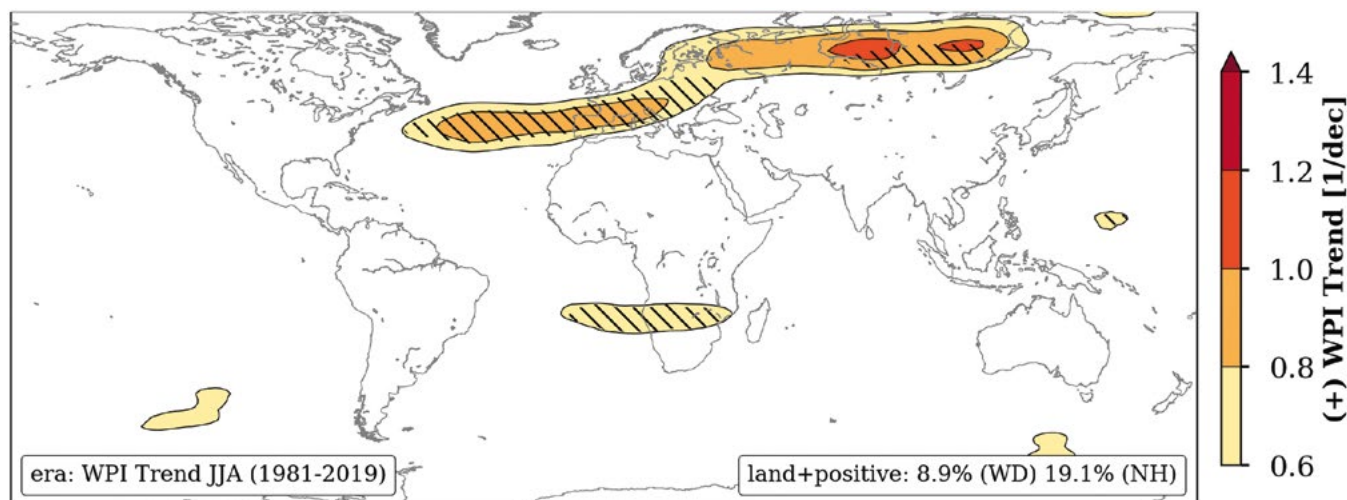 1.4
1.2
1.0
0.8
0.6
(+) WPI Trend [1/dec]
era: WPI Trend JJA (1981-2019)
land+positive: 8.9% (WD) 19.1% (NH)